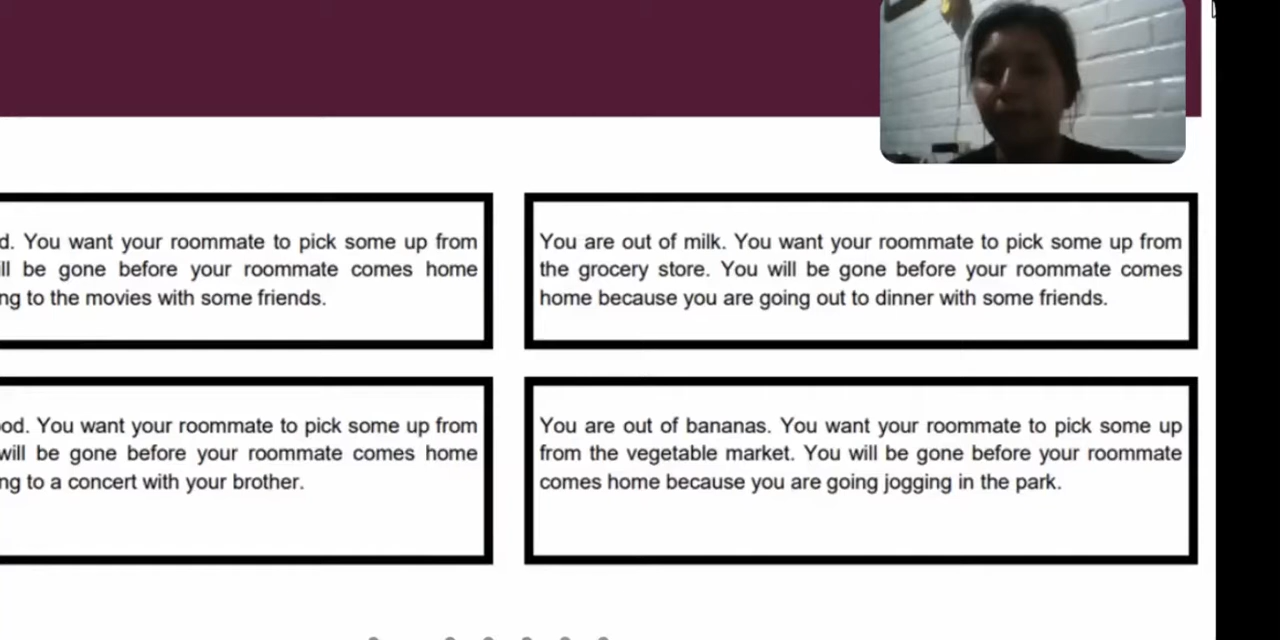 d. You want your roommate to pick some up from
ll be gone before your roommate comes home
ng to the movies with some friends.
You are out of milk. You want your roommate to pick some up from
the grocery store. You will be gone before your roommate comes
home because you are going out to dinner with some friends.
ood. You want your roommate to pick some up from
will be gone before your roommate comes home
ng to a concert with your brother.
You are out of bananas. You want your roommate to pick some up
from the vegetable market. You will be gone before your roommate
comes home because you are going jogging in the park.